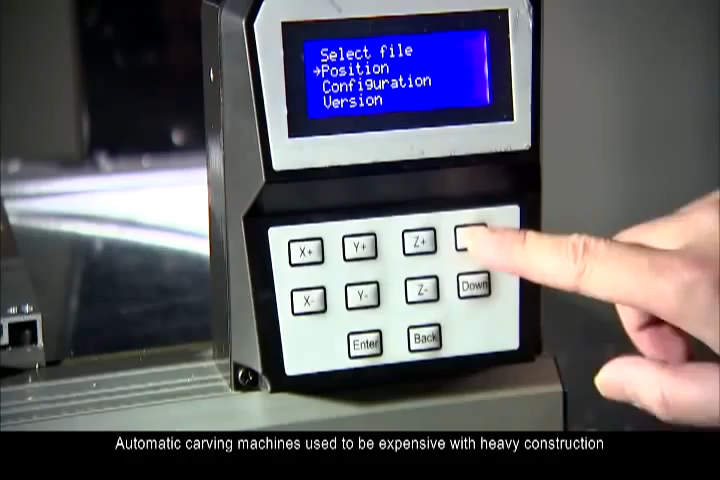 Select file
→Position
Configuration
Version
X+ Y+ Z+
X- Y- Z- Down
Enter Back
Automatic carving machines used to be expensive with heavy construction